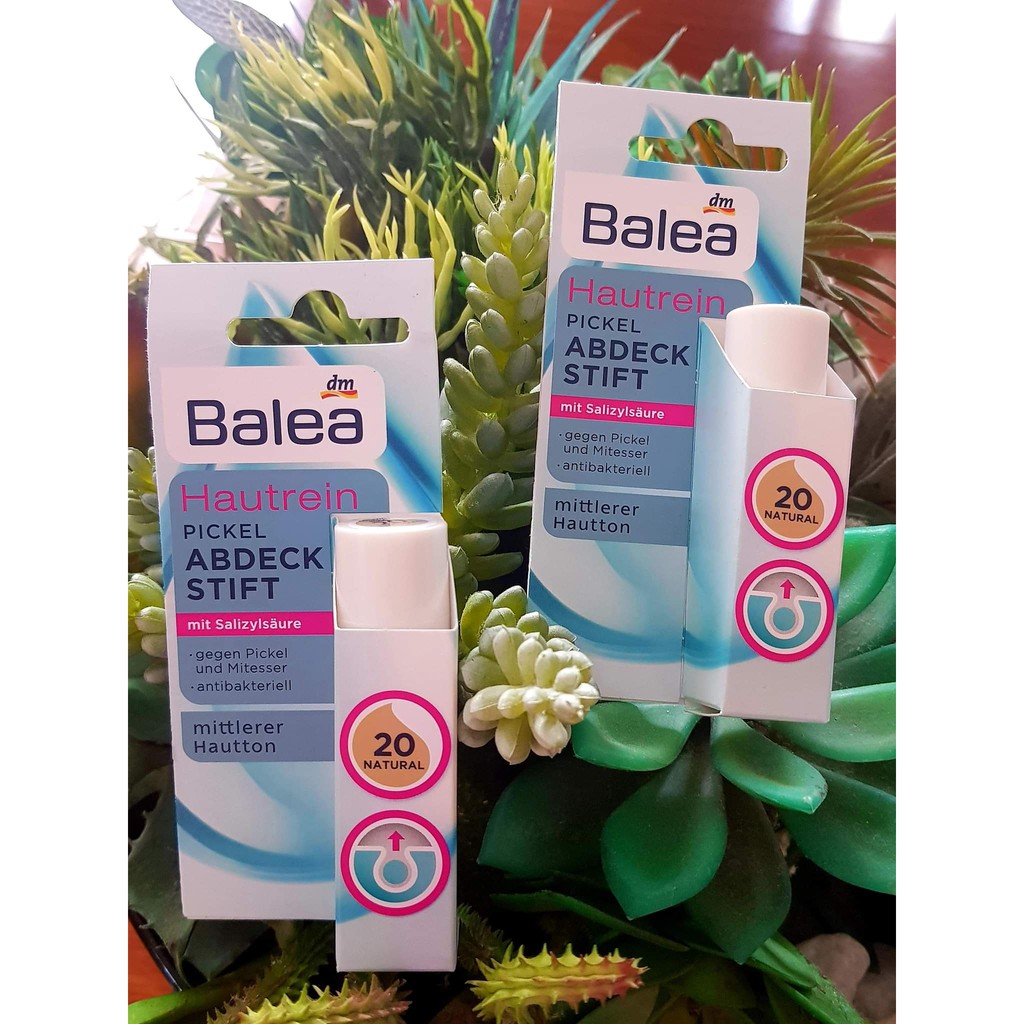 dm
Balea
Hautrein
PICKEL
ABDECK
STIFT
mit Salizylsäure
· gegen Pickel
und Mitesser
· antibakteriell
mittlerer
Hautton
20
NATURAL
dm
Balea
Hautrein
PICKEL
ABDECK
STIFT
mit Salizylsäure
· gegen Pickel
und Mitesser
· antibakteriell
mittlerer
Hautton
20
NATURAL